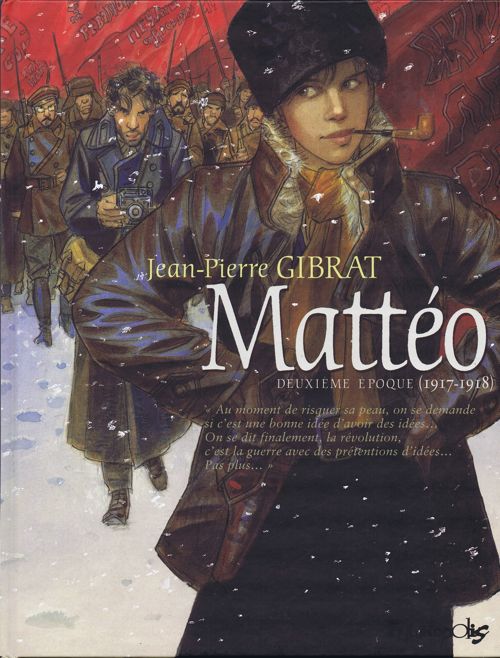 Jean-Pierre GIBRAT
Mattéo
DEUXIÈME ÉPOQUE (1917-1918)
« Au moment de risquer sa peau, on se demande
si c'est une bonne idée d'avoir des idées...
On se dit finalement, la révolution,
c'est la guerre avec des prétentions d'idées...
Pas plus... »